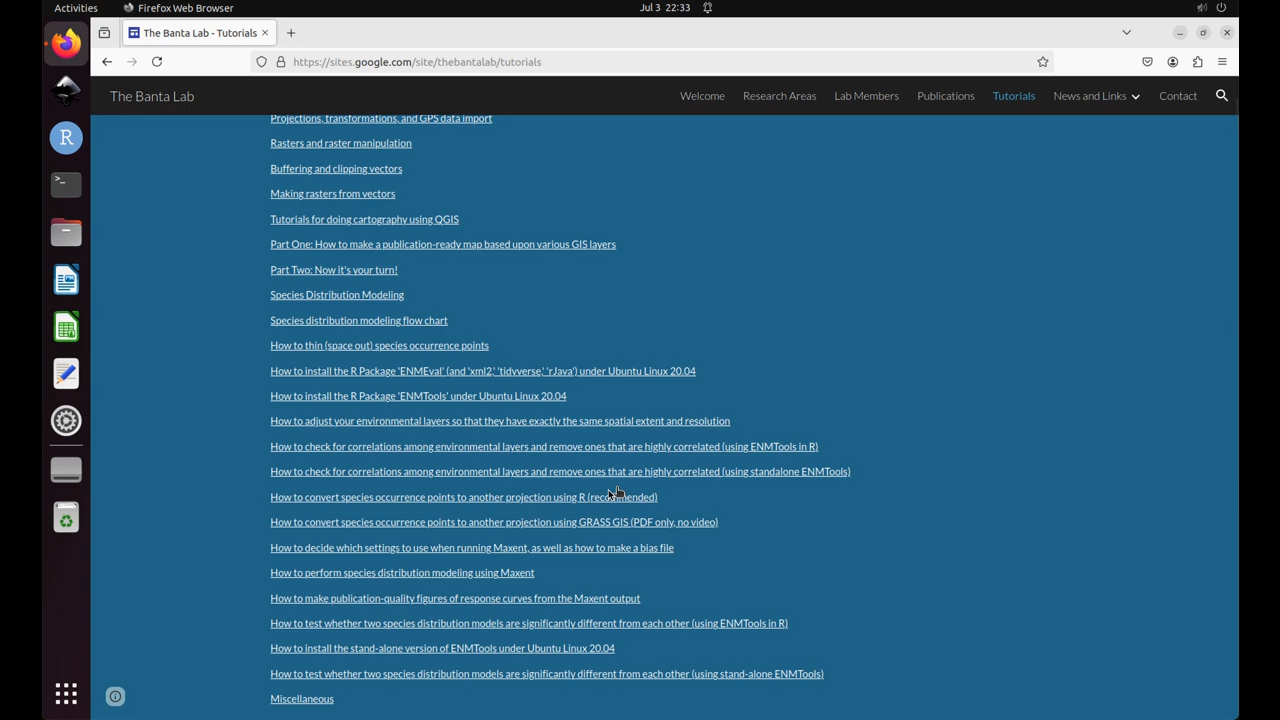 Activities
Firefox Web Browser
Jul 3 22:33
The Banta Lab - Tutorials
https://sites.google.com/site/thebantalab/tutorials
The Banta Lab
Welcome
Research Areas
Lab Members
Publications
Tutorials
News and Links
Contact
Projections, transformations, and GPS data import
Rasters and raster manipulation
Buffering and clipping vectors
Making rasters from vectors
Tutorials for doing cartography using QGIS
Part One: How to make a publication-ready map based upon various GIS layers
Part Two: Now it's your turn!
Species Distribution Modeling
Species distribution modeling flow chart
How to thin (space out) species occurrence points
How to install the R Package 'ENMEval' (and 'xml2,' 'tidyverse,' 'rJava') under Ubuntu Linux 20.04
How to install the R Package 'ENMTools' under Ubuntu Linux 20.04
How to adjust your environmental layers so that they have exactly the same spatial extent and resolution
How to check for correlations among environmental layers and remove ones that are highly correlated (using ENMTools in R)
How to check for correlations among environmental layers and remove ones that are highly correlated (using standalone ENMTools)
How to convert species occurrence points to another projection using R (recommended)
How to convert species occurrence points to another projection using GRASS GIS (PDF only, no video)
How to decide which settings to use when running Maxent, as well as how to make a bias file
How to perform species distribution modeling using Maxent
How to make publication-quality figures of response curves from the Maxent output
How to test whether two species distribution models are significantly different from each other (using ENMTools in R)
How to install the stand-alone version of ENMTools under Ubuntu Linux 20.04
How to test whether two species distribution models are significantly different from each other (using stand-alone ENMTools)
Miscellaneous